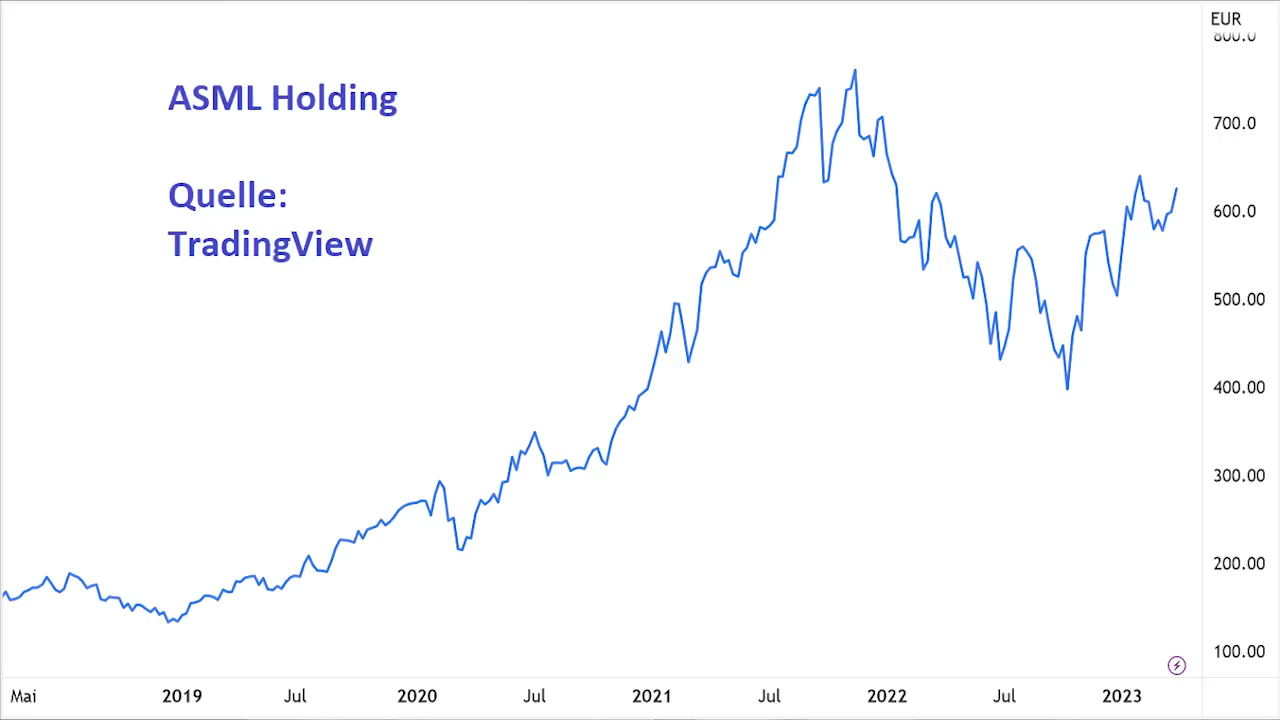 EUR
800.0
ASML Holding
700.0
Quelle:
600.0
TradingView
500.00
400.00
300.00
200.00
100.00
Mai 2019 Jul 2020 Jul 2021 Jul 2022 Jul 2023